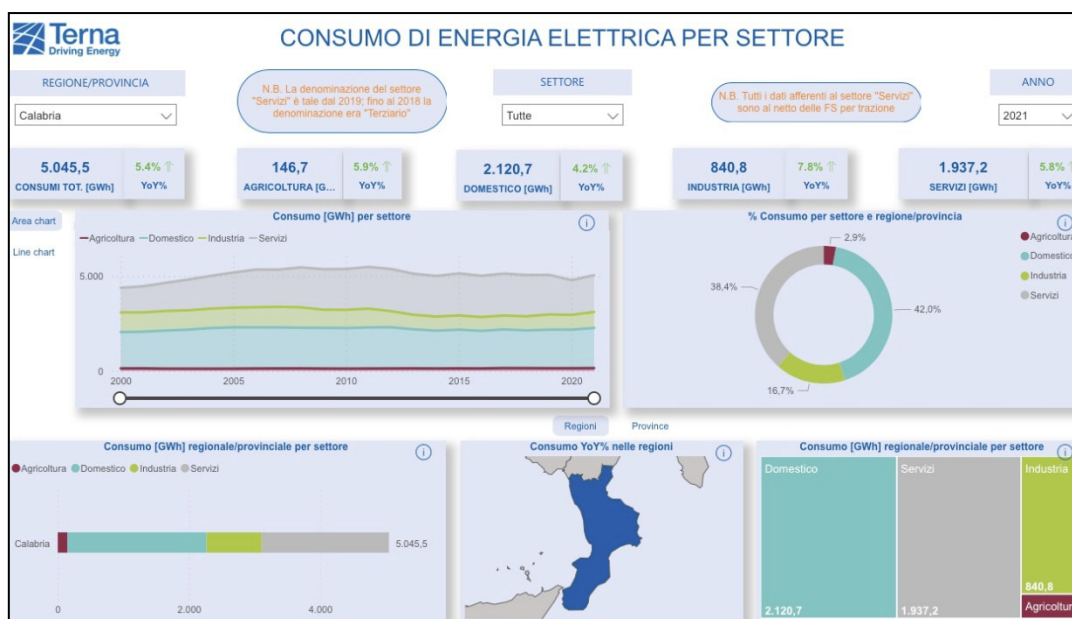 Terna
Driving Energy
CONSUMO DI ENERGIA ELETTRICA PER SETTORE
REGIONE/PROVINCIA
Calabria
N.B. La denominazione del settore
"Servizi" è tale dal 2019; fino al 2018 la
denominazione era "Terziario"
SETTORE
Tutte
N.B. Tutti i dati afferenti al settore "Servizi"
sono al netto delle FS per trazione
ANNO
2021
5.045,5
CONSUMI TOT. [GWh]
5.4%
YoY%
146,7
AGRICOLTURA [G...
5.9%
YoY%
2.120,7
DOMESTICO [GWh]
4.2%
YoY%
840,8
INDUSTRIA [GWh]
7.8%
YoY%
1.937,2
SERVIZI [GWh]
5.8%
YoY%
Area chart
Line chart
Consumo [GWh] per settore
Agricoltura Domestico Industria Servizi
5.000
0
2000 2005 2010 2015 2020
% Consumo per settore e regione/provincia
2,9%
42,0%
16,7%
38,4%
Agricoltura
Domestico
Industria
Servizi
Regioni Province
Consumo [GWh] regionale/provinciale per settore
Agricoltura Domestico Industria Servizi
Calabria
5.045,5
0 2.000 4.000
Consumo YoY% nelle regioni
Consumo [GWh] regionale/provinciale per settore
Domestico
2.120,7
Servizi
1.937,2
Industria
840,8
Agricoltur